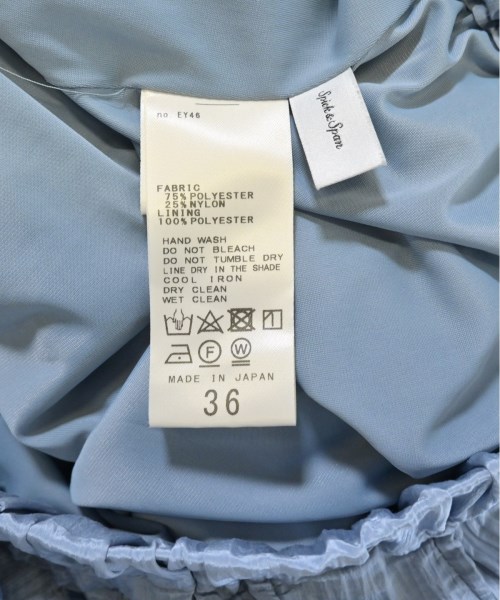 no EY46
Spick & Span
FABRIC
75% POLYESTER
25% NYLON
LINING
100% POLYESTER
HAND WASH
DO NOT BLEACH
DO NOT TUMBLE DRY
LINE DRY IN THE SHADE
COOL IRON
DRY CLEAN
WET CLEAN
F W
MADE IN JAPAN
36